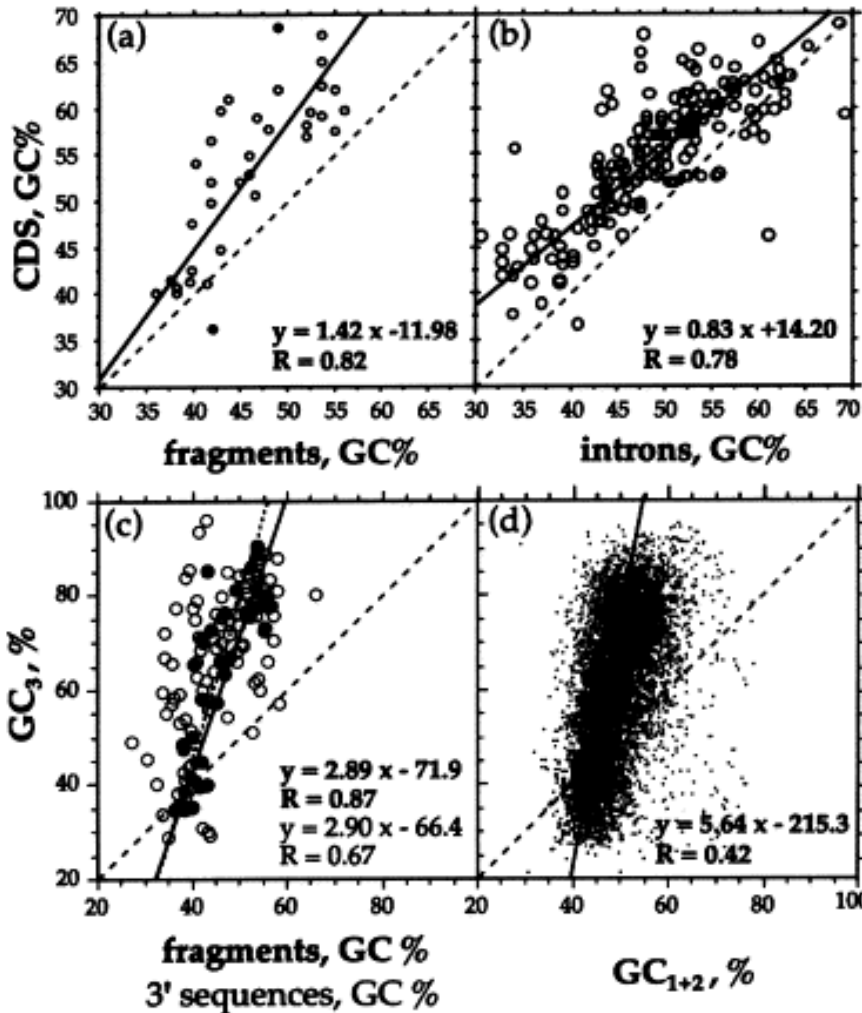 70 (a)
65
60
55
50
45
40
35
30
CDS, GC%
y = 1.42 x -11.98
R = 0.82
30 35 40 45 50 55 60 65
fragments, GC%
(b)
y = 0.83 x +14.20
R = 0.78
30 35 40 45 50 55 60 65 70
introns, GC%
100 (c)
80
60
40
20
GC3, %
y = 2.89 x - 71.9
R = 0.87
y = 2.90 x - 66.4
R = 0.67
20 40 60 80
fragments, GC %
3' sequences, GC %
(d)
y = 5,64 x - 215.3
R = 0.42
20 40 60 80 100
GC1+2, %